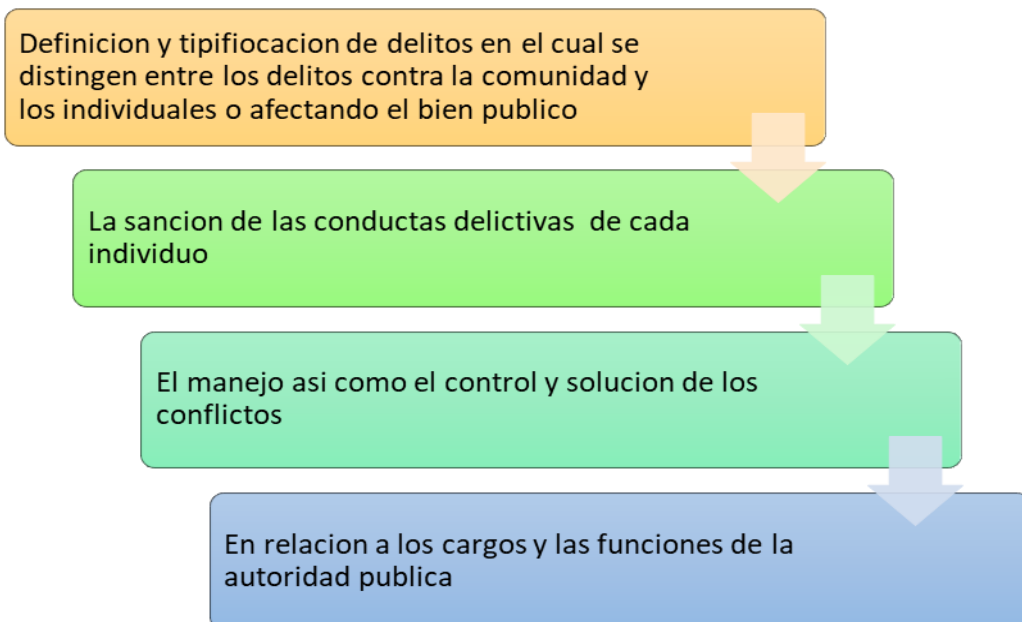 Definicion y tipifiocacion de delitos en el cual se
distingen entre los delitos contra la comunidad y
los individuales o afectando el bien publico
La sancion de las conductas delictivas  de cada
individuo
El manejo asi como el control y solucion de los
conflictos
En relacion a los cargos y las funciones de la
autoridad publica